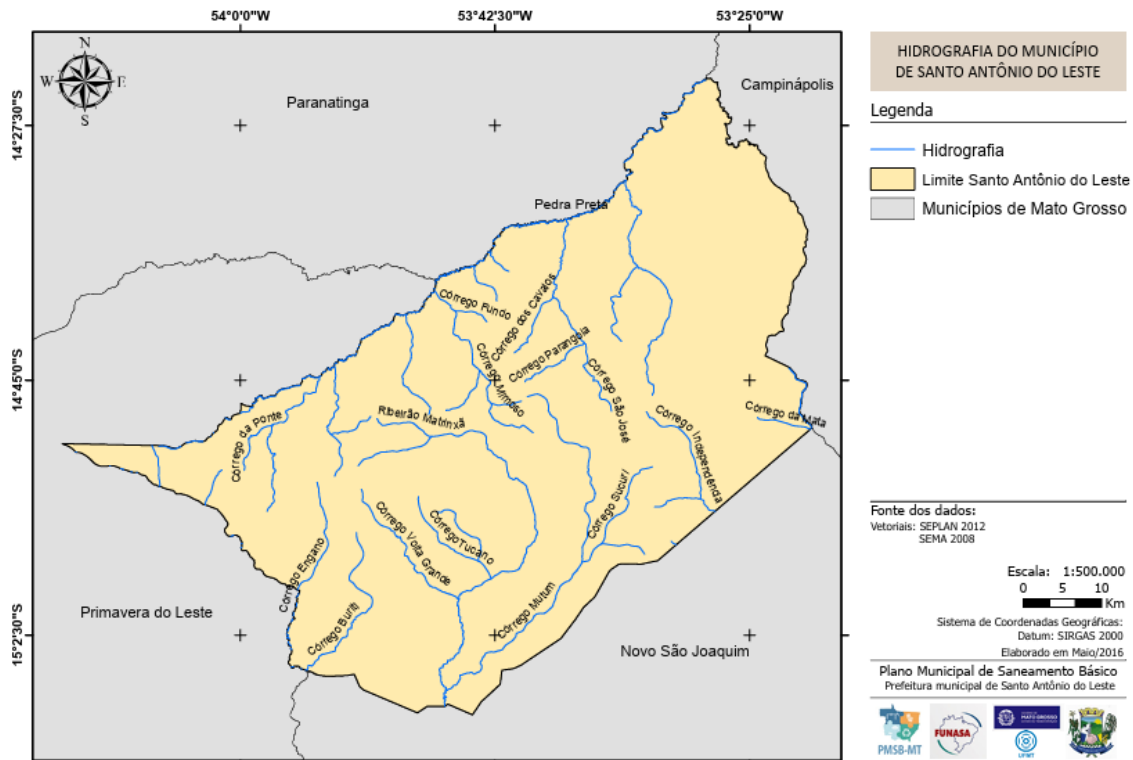 54°0'0"W
53°42'30"W
53°25'0"W
HIDROGRAFIA DO MUNICÍPIO
DE SANTO ANTÔNIO DO LESTE
N
W
E
S
Campinápolis
Paranatinga
Legenda
14°27'30"S
Hidrografia
Limite Santo Antônio do Leste
Pedra Preta
Municípios de Mato Grosso
Córrego Fundo
Córrego dos Cavalos
Córrego Parangoia
Córrego Mimoso
14°45'0"S
Córrego São José
Córrego da Ponte
Ribeirão Matrinxã
Córrego Independência
Córrego da Mata
Córrego Sucuri
Córrego Volta Grande
Córrego Tucano
Fonte dos dados:
Vetoriais: SEPLAN 2012
SEMA 2008
Córrego Engano
Córrego Buriti
Córrego Mutum
Escala: 1:500.000
0 5 10
Km
Primavera do Leste
15°2'30"S
Novo São Joaquim
Sistema de Coordenadas Geográficas:
Datum: SIRGAS 2000
Elaborado em Maio/2016
Plano Municipal de Saneamento Básico
Prefeitura municipal de Santo Antônio do Leste
PMSB-MT
FUNASA
MATO GROSSO
UFMT